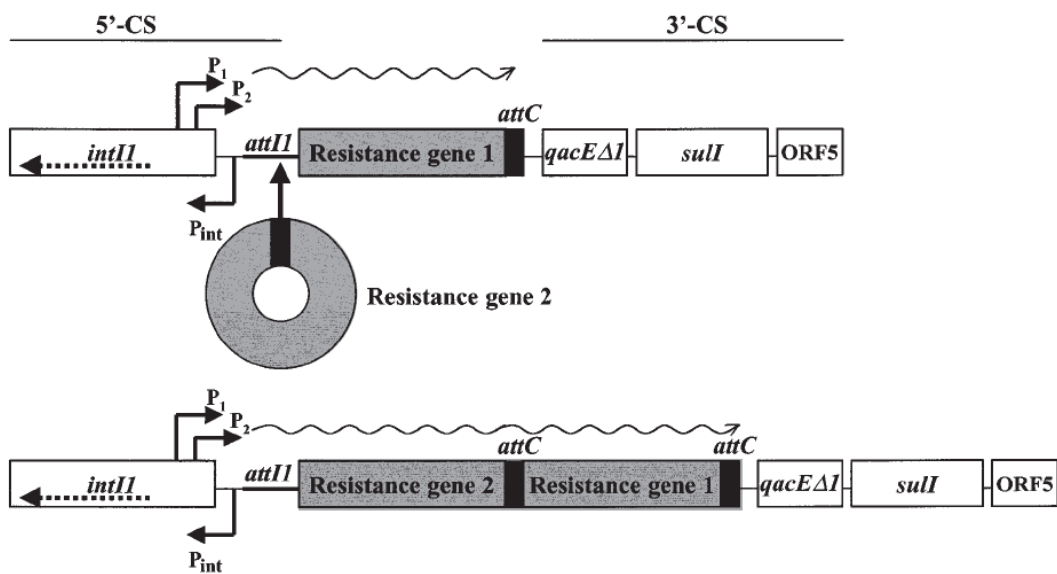 5’-CS 3’-CS
P1
P2
attC
intI1 attI1 Resistance gene 1 qacEΔ1 sulI ORF5
Pint
Resistance gene 2
P1
P2
attC attC
intI1 attI1 Resistance gene 2 Resistance gene 1 qacEΔ1 sulI ORF5
Pint